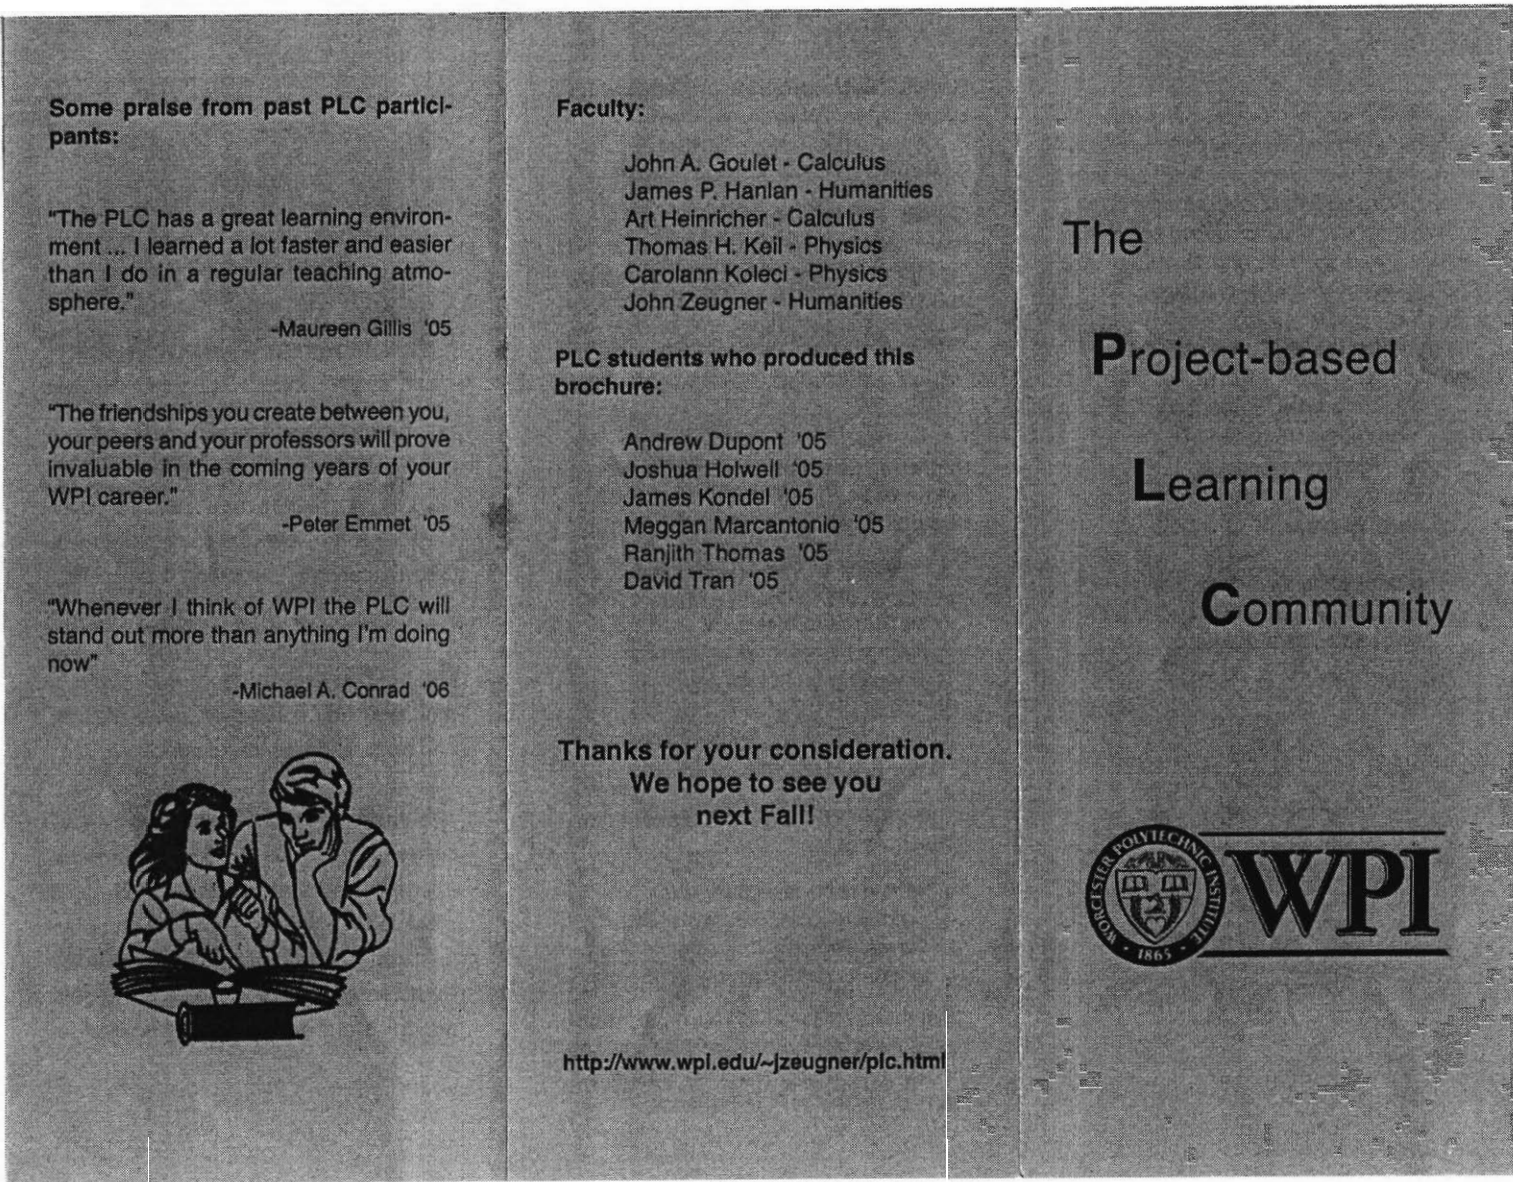 Some praise from past PLC partici-
pants:
"The PLC has a great learning environ-
ment ... I learned a lot faster and easier
than I do in a regular teaching atmo-
sphere."
-Maureen Gillis '05
"The friendships you create between you,
your peers and your professors will prove
invaluable in the coming years of your
WPI career."
-Peter Emmet '05
"Whenever I think of WPI the PLC will
stand out more than anything I'm doing
now"
-Michael A. Conrad '06
Faculty:
John A. Goulet - Calculus
James P. Hanlan - Humanities
Art Heinricher - Calculus
Thomas H. Keil - Physics
Carolann Koleci - Physics
John Zeugner - Humanities
PLC students who produced this
brochure:
Andrew Dupont '05
Joshua Holwell '05
James Kondel '05
Meggan Marcantonio '05
Ranjith Thomas '05
David Tran '05
Thanks for your consideration.
We hope to see you
next Fall!
http://www.wpi.edu/~jzeugner/plc.html
The
Project-based
Learning
Community
WORCESTER POLYTECHNIC INSTITUTE
1865
WPI